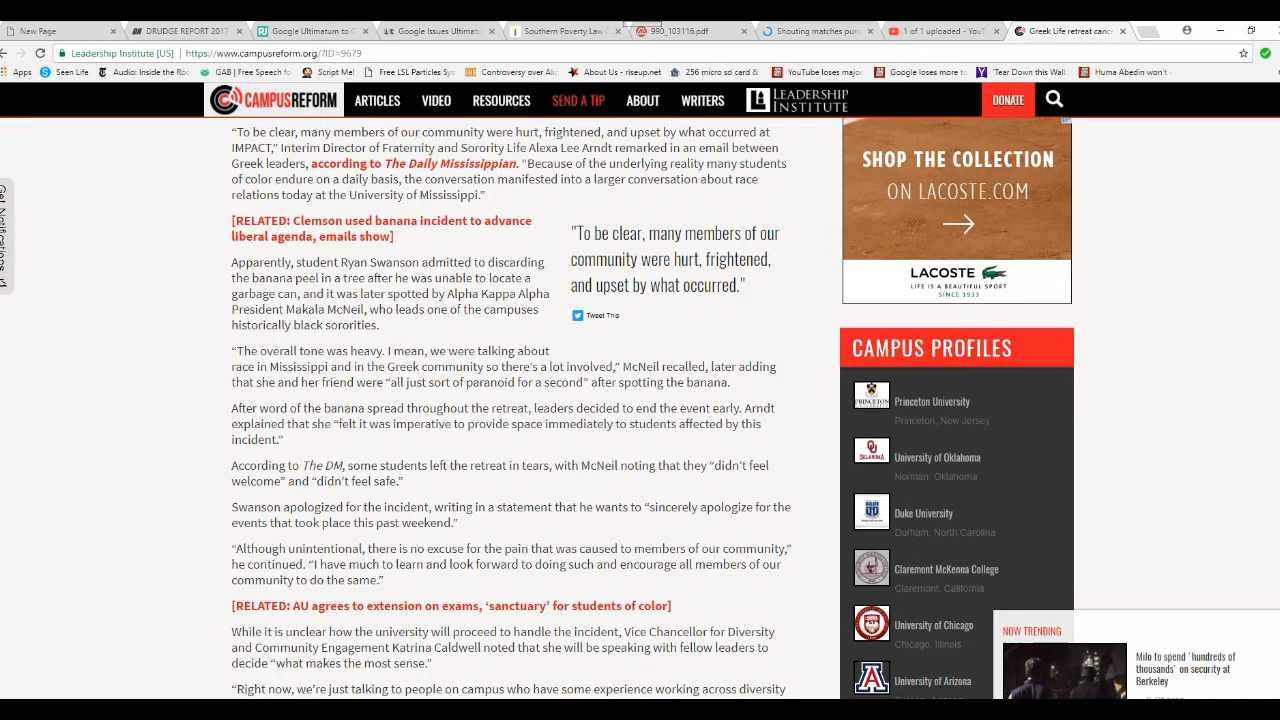 New Page
DRUDGE REPORT 2017
Google Ultimatum to C
Google Issues Ultimatum
Southern Poverty Law
990_103116.pdf
Shouting matches pun
1 of 1 uploaded - YouT
Greek Life retreat canc
Leadership Institute [US]
https://www.campusreform.org/?ID=9679
Apps
Seen Life
Audio: Inside the Ro
GAB | Free Speech fo
Script Me!
Free LSL Particles Sys
Controversy over Alic
About Us - riseup.net
256 micro sd card &
YouTube loses major
Google loses more to
'Tear Down this Wall
Huma Abedin won't
CAMPUSREFORM
ARTICLES
VIDEO
RESOURCES
SEND A TIP
ABOUT
WRITERS
LEADERSHIP
INSTITUTE
DONATE
“To be clear, many members of our community were hurt, frightened, and upset by what occurred at
IMPACT,” Interim Director of Fraternity and Sorority Life Alexa Lee Arndt remarked in an email between
Greek leaders, according to The Daily Mississippian. “Because of the underlying reality many students
of color endure on a daily basis, the conversation manifested into a larger conversation about race
relations today at the University of Mississippi.”
[RELATED: Clemson used banana incident to advance
liberal agenda, emails show]
Apparently, student Ryan Swanson admitted to discarding
the banana peel in a tree after he was unable to locate a
garbage can, and it was later spotted by Alpha Kappa Alpha
President Makala McNeil, who leads one of the campuses
historically black sororities.
"To be clear, many members of our
community were hurt, frightened,
and upset by what occurred."
Tweet This
“The overall tone was heavy. I mean, we were talking about
race in Mississippi and in the Greek community so there’s a lot involved,” McNeil recalled, later adding
that she and her friend were “all just sort of paranoid for a second” after spotting the banana.
After word of the banana spread throughout the retreat, leaders decided to end the event early. Arndt
explained that she “felt it was imperative to provide space immediately to students affected by this
incident.”
According to The DM, some students left the retreat in tears, with McNeil noting that they “didn’t feel
welcome” and “didn’t feel safe.”
Swanson apologized for the incident, writing in a statement that he wants to “sincerely apologize for the
events that took place this past weekend.”
“Although unintentional, there is no excuse for the pain that was caused to members of our community,”
he continued. “I have much to learn and look forward to doing such and encourage all members of our
community to do the same.”
[RELATED: AU agrees to extension on exams, ‘sanctuary’ for students of color]
While it is unclear how the university will proceed to handle the incident, Vice Chancellor for Diversity
and Community Engagement Katrina Caldwell noted that she will be speaking with fellow leaders to
decide “what makes the most sense.”
“Right now, we’re just talking to people on campus who have some experience working across diversity
SHOP THE COLLECTION
ON LACOSTE.COM
LACOSTE
LIFE IS A BEAUTIFUL SPORT
SINCE 1933
CAMPUS PROFILES
Princeton University
Princeton, New Jersey
University of Oklahoma
Norman, Oklahoma
Duke University
Durham, North Carolina
Claremont McKenna College
Claremont, California
University of Chicago
Chicago, Illinois
University of Arizona
NOW TRENDING
Milo to spend 'hundreds of
thousands' on security at
Berkeley